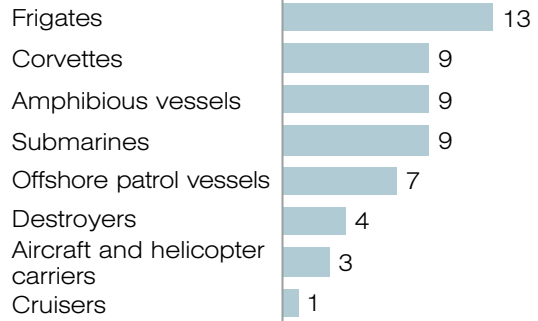 Frigates 13
Corvettes 9
Amphibious vessels 9
Submarines 9
Offshore patrol vessels 7
Destroyers 4
Aircraft and helicopter
carriers 3
Cruisers 1